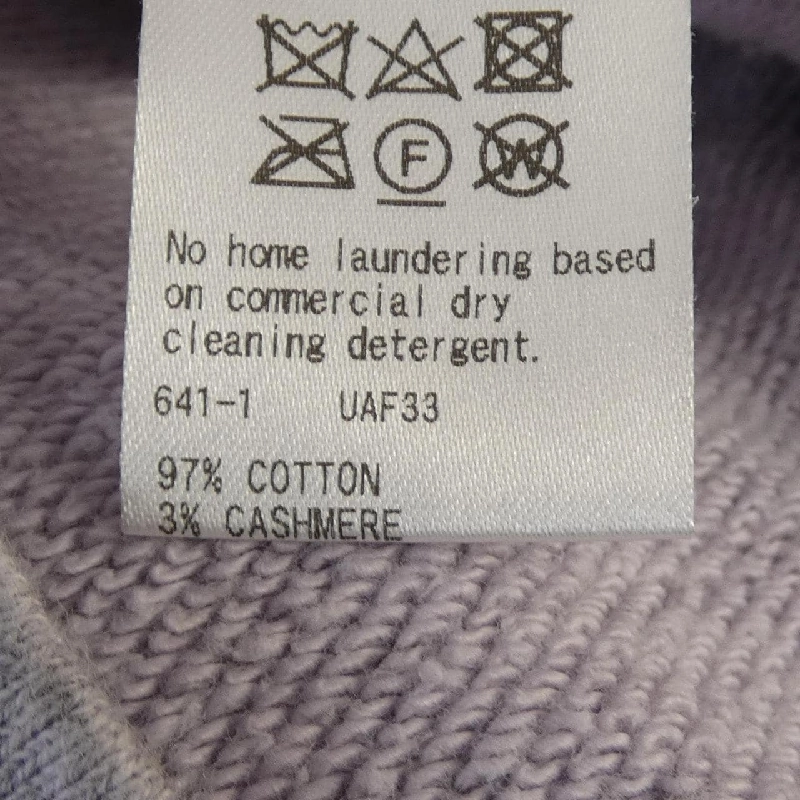 F W
No home laundering based
on commercial dry
cleaning detergent.
641-1 UAF33
97% COTTON
3% CASHMERE